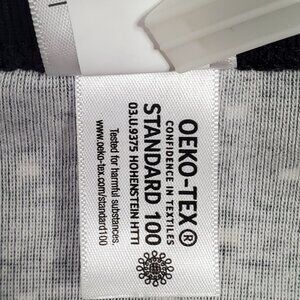 OEKO-TEX®
CONFIDENCE IN TEXTILES
STANDARD 100
03.U.9375 HOHENSTEIN HTTI
Tested for harmful substances.
www.oeko-tex.com/standard100